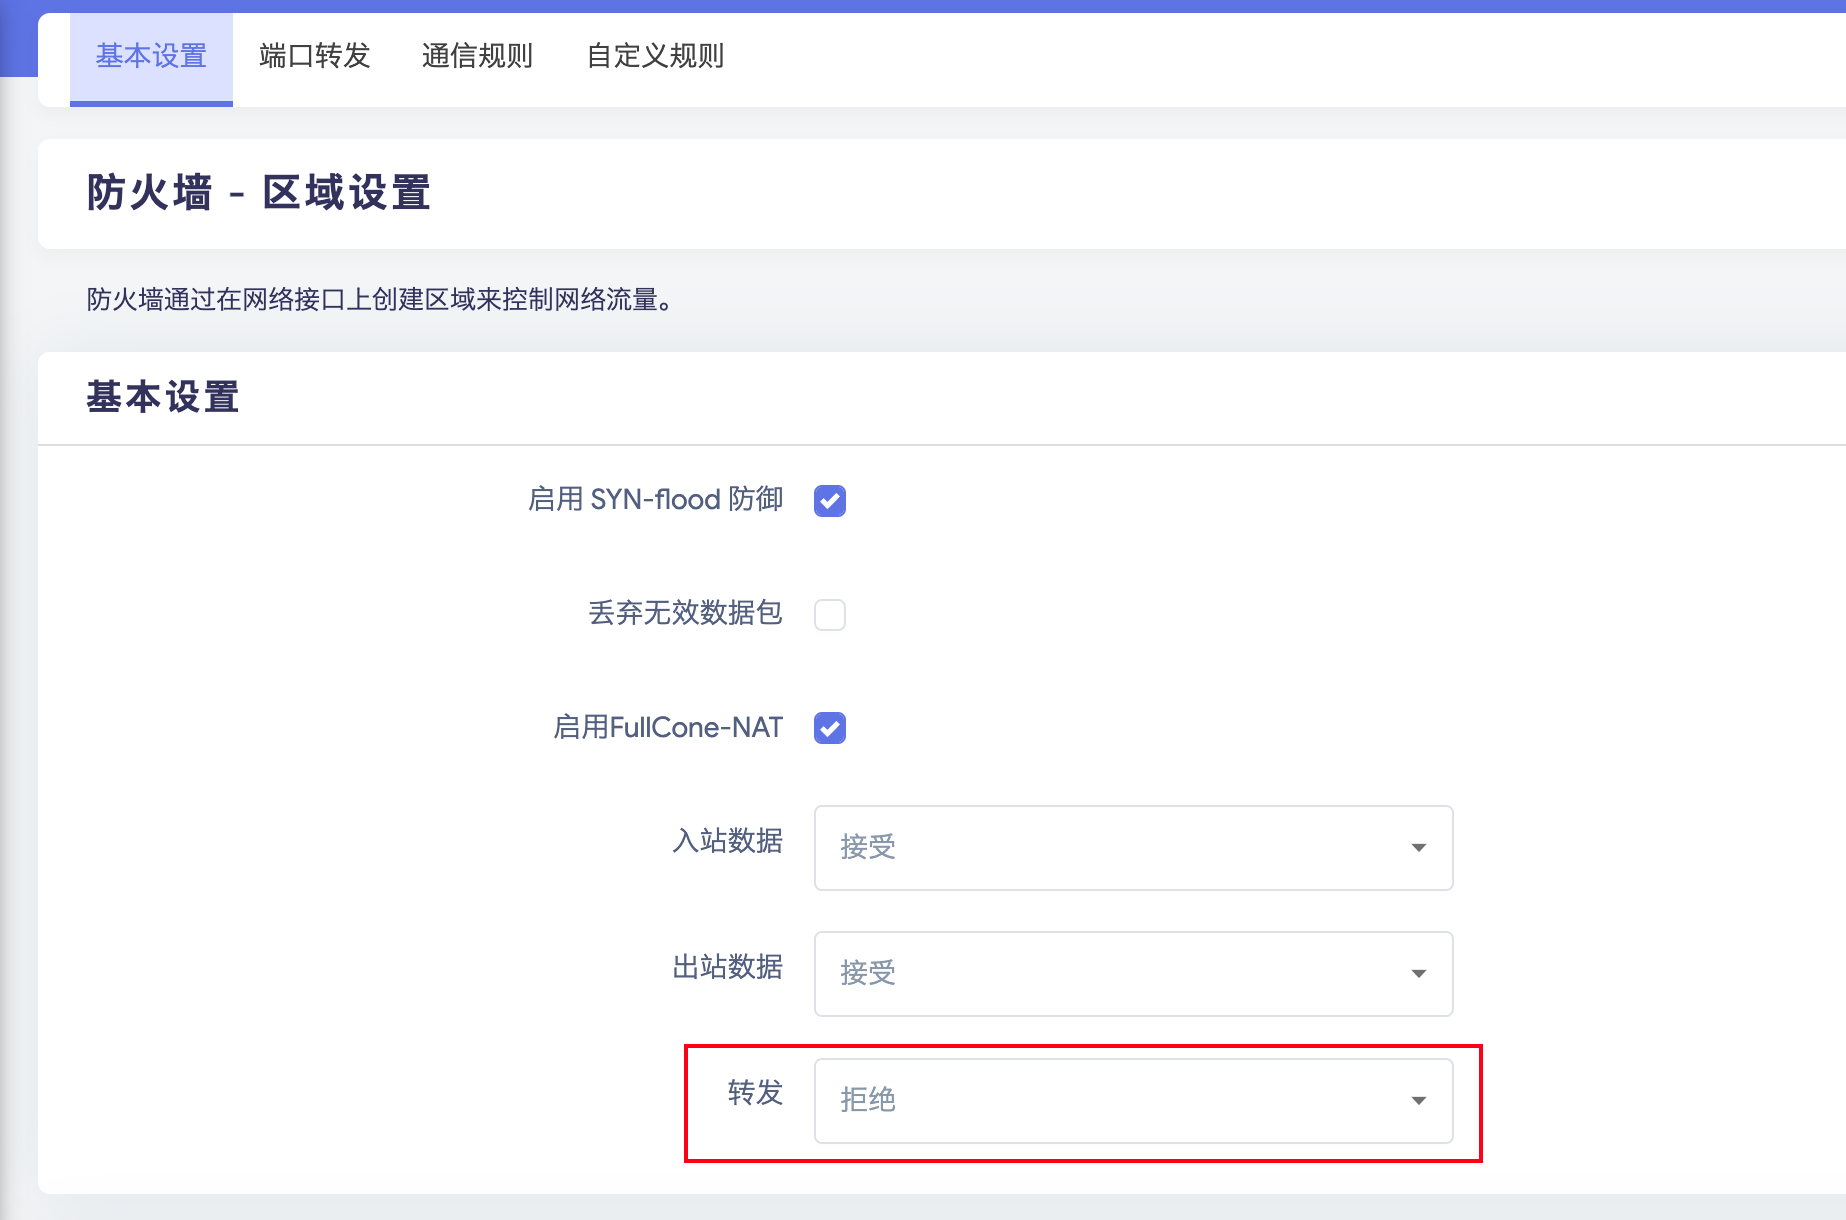 基本设置 端口转发 通信规则 自定义规则
防火墙 - 区域设置
防火墙通过在网络接口上创建区域来控制网络流量。
基本设置
启用 SYN-flood 防御
丢弃无效数据包
启用FullCone-NAT
入站数据 接受
出站数据 接受
转发 拒绝